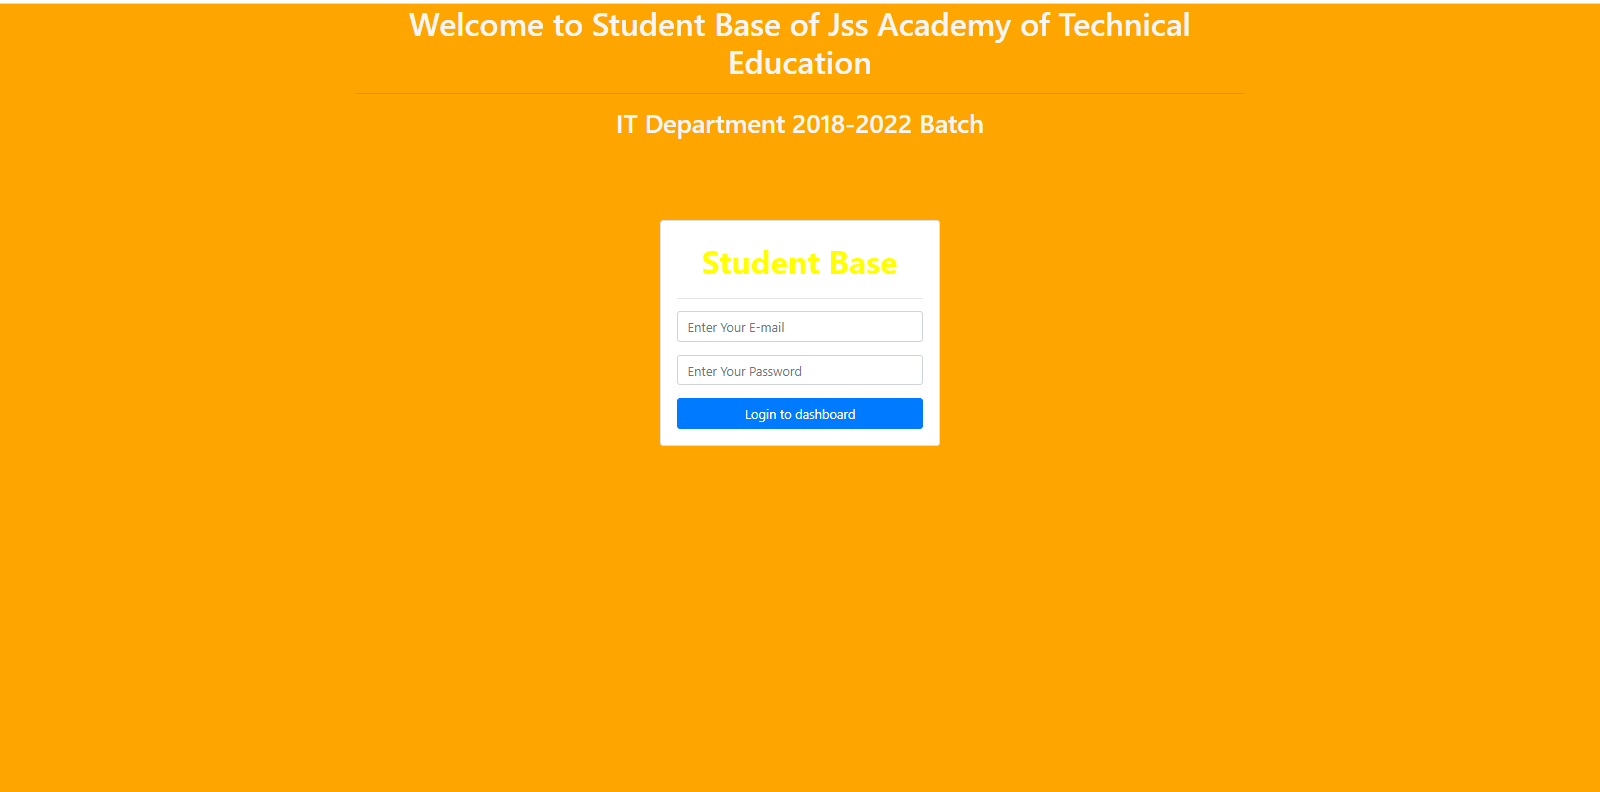 Welcome to Student Base of Jss Academy of Technical
Education
IT Department 2018-2022 Batch
Student Base
Enter Your E-mail
Enter Your Password
Login to dashboard